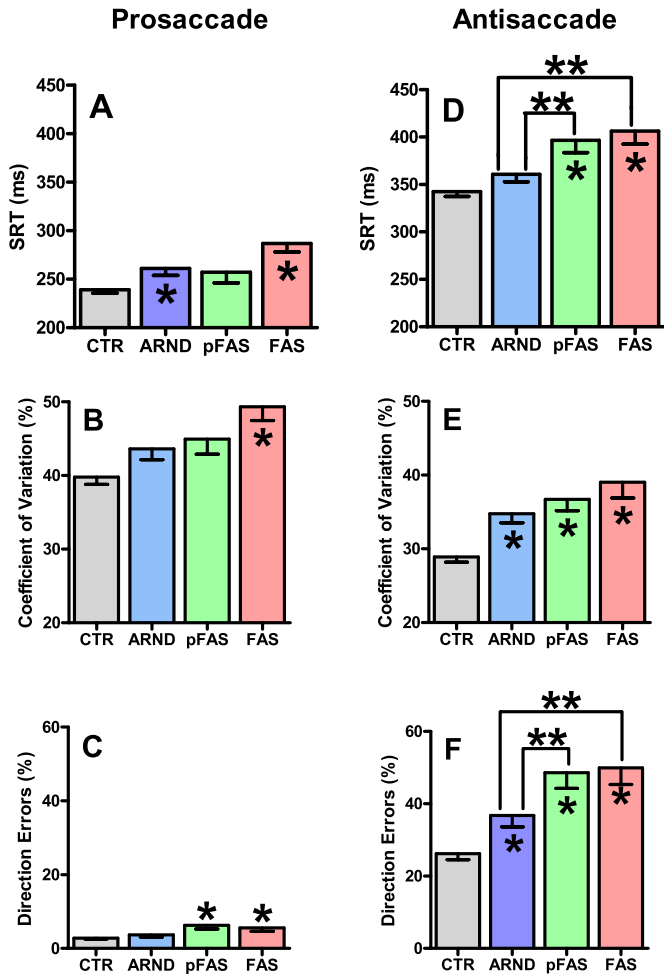 Prosaccade
Antisaccade
A
SRT (ms)
450
400
350
300
250
200
*
*
CTR ARND pFAS FAS
D
SRT (ms)
450
400
350
300
250
200
**
**
*
*
CTR ARND pFAS FAS
B
Coefficient of Variation (%)
50
40
30
20
*
CTR ARND pFAS FAS
E
Coefficient of Variation (%)
50
40
30
20
*
*
*
CTR ARND pFAS FAS
C
Direction Errors (%)
60
40
20
0
*
*
CTR ARND pFAS FAS
F
Direction Errors (%)
60
40
20
0
**
**
*
*
*
CTR ARND pFAS FAS